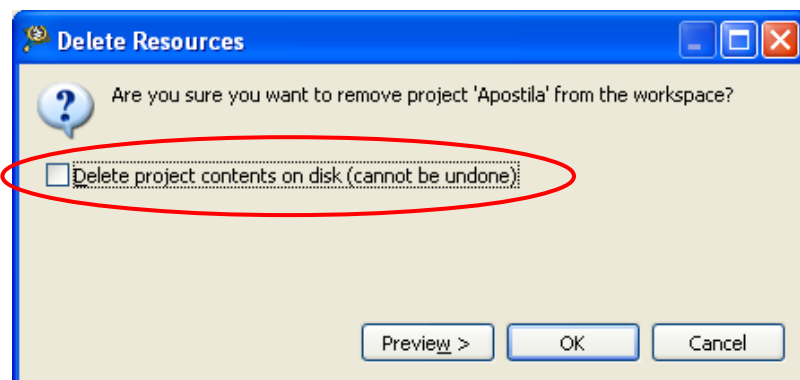 Delete Resources
Are you sure you want to remove project 'Apostila' from the workspace?
Delete project contents on disk (cannot be undone)
Preview >
OK
Cancel